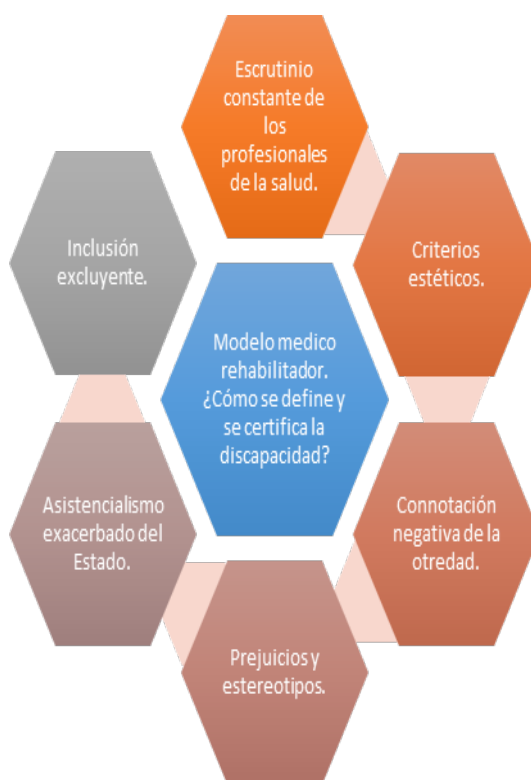 Escrutinio
constante de
los
profesionales
de la salud.
Criterios
estéticos.
Connotación
negativa de la
otredad.
Prejuicios y
estereotipos.
Asistencialismo
exacerbado del
Estado.
Inclusión
excluyente.
Modelo medico
rehabilitador.
¿Cómo se define y
se certifica la
discapacidad?